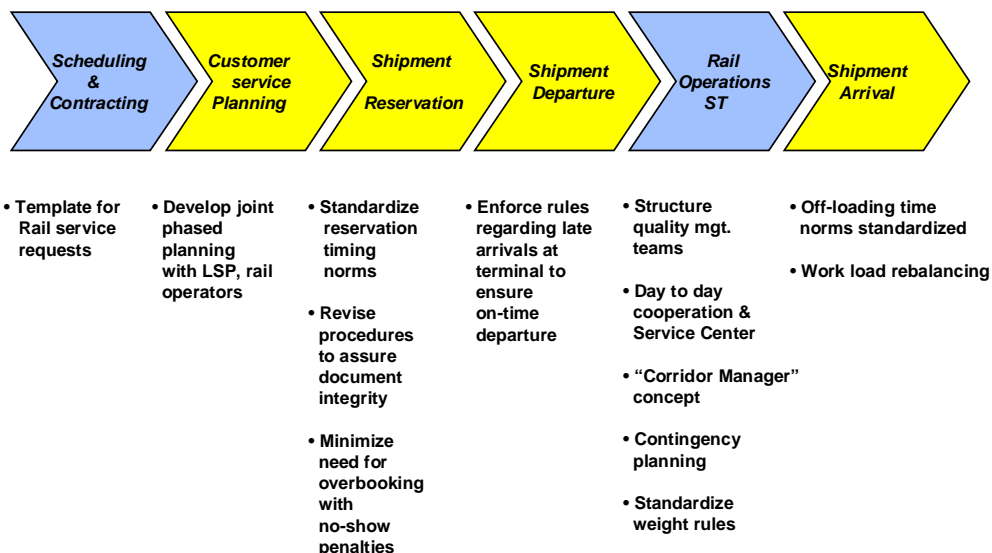 Scheduling
&
Contracting
Customer
service
Planning
Shipment
Reservation
Shipment
Departure
Rail
Operations
ST
Shipment
Arrival
• Template for
Rail service
requests
• Develop joint
phased
planning
with LSP, rail
operators
• Standardize
reservation
timing
norms
• Revise
procedures
to assure
document
integrity
• Minimize
need for
overbooking
with
no-show
penalties
• Enforce rules
regarding late
arrivals at
terminal to
ensure
on-time
departure
• Structure
quality mgt.
teams
• Day to day
cooperation &
Service Center
• “Corridor Manager”
concept
• Contingency
planning
• Standardize
weight rules
• Off-loading time
norms standardized
• Work load rebalancing